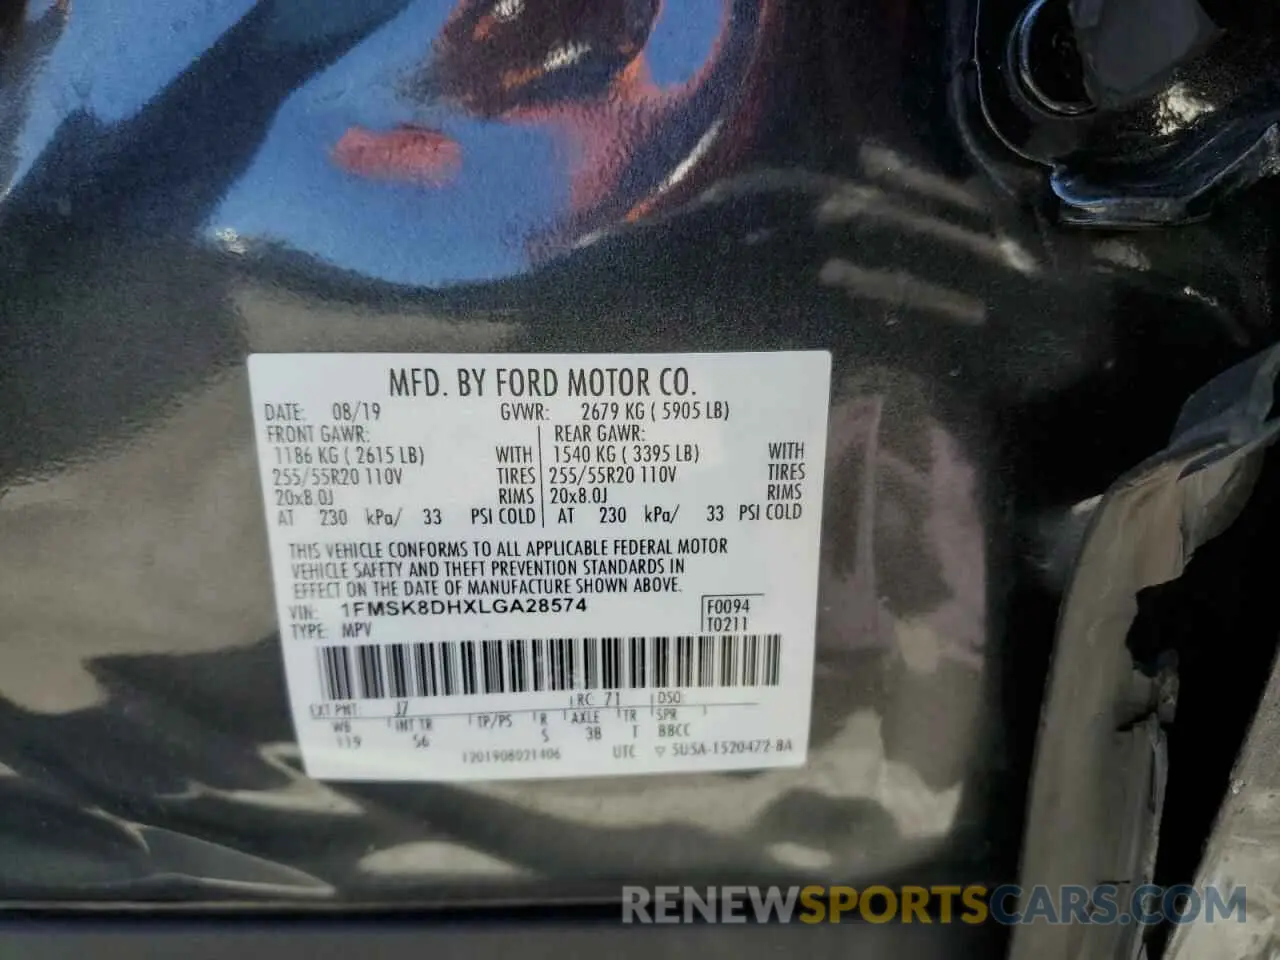 MFD. BY FORD MOTOR CO.
DATE: 08/19 GVWR: 2679 KG ( 5905 LB)
FRONT GAWR: REAR GAWR:
1186 KG ( 2615 LB) WITH 1540 KG ( 3395 LB) WITH
255/55R20 110V TIRES 255/55R20 110V TIRES
20x8.0J RIMS 20x8.0J RIMS
AT 230 kPa/ 33 PSI COLD AT 230 kPa/ 33 PSI COLD
THIS VEHICLE CONFORMS TO ALL APPLICABLE FEDERAL MOTOR
VEHICLE SAFETY AND THEFT PREVENTION STANDARDS IN
EFFECT ON THE DATE OF MANUFACTURE SHOWN ABOVE.
VIN: 1FMSK8DHXLGA28574 F0094
TYPE: MPV T0211
EXT PNT: J7 RC: 71 DSO:
WB INT TR TP/PS R AXLE TR SPR
119 S6 S 3B T BBCC
1201908021406 UTC 5USA-1520472-BA
RENEWSPORTSCARS.COM